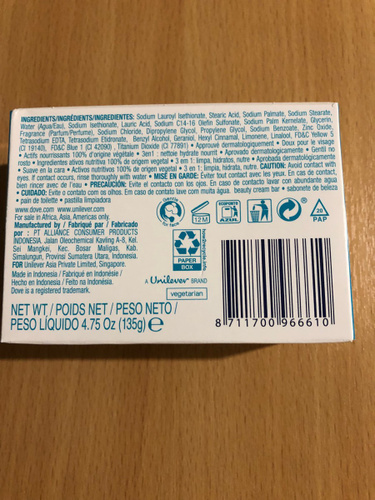 INGREDIENTS/INGRÉDIENTS/INGREDIENTES: Sodium Lauroyl Isethionate, Stearic Acid, Sodium Palmate, Sodium Stearate,
Water (Aqua/Eau), Sodium Isethionate, Lauric Acid, Sodium C14-16 Olefin Sulfonate, Sodium Palm Kernelate, Glycerin,
Fragrance (Parfum/Perfume), Sodium Chloride, Dipropylene Glycol, Propylene Glycol, Sodium Benzoate, Zinc Oxide,
Tetrasodium EDTA, Tetrasodium Etidronate, Benzyl Alcohol, Geraniol, Hexyl Cinnamal, Limonene, Linalool, FD&C Yellow 5
(CI 19140), FD&C Blue 1 (CI 42090), Titanium Dioxide (CI 77891) • Approuvé dermatologiquement • Doux pour le visage
• Actifs nourrissants 100% d'origine végétale • 3en1 : nettoie hydrate nourrit • Aprobado dermatológicamente • Gentil no
rosto • Ingredientes ativos nutritiva 100% de origen vegetal • 3 em 1: limpa, hidrata, nutre • Aprobada dermatologicamente
• Suave en la cara • Activos nutritivos 100% de origen vegetal • 3 en 1: limpia, hidrata, nutre • CAUTION: Avoid contact with
eyes. If contact occurs, rinse thoroughly with water • MISE EN GARDE: Éviter tout contact avec les yeux. En cas de contact,
bien rincer avec de l'eau • PRECAUCIÓN: Evite el contacto con los ojos. En caso de contacto lavar con abundante agua
• CUIDADO: Evite o contato com os olhos. Em caso de contato lave com muita água. beauty cream bar • sabonete de beleza
• pain de toilette • pastilla limpiadora
www.dove.com
For sale in Africa, Asia, Americas only.
Manufactured by / Fabriqué par / Fabricado
por : PT ALLIANCE CONSUMER PRODUCTS
INDONESIA Jalan Oleochemical Kavling A-8, Kel.
Sei Mangkei, Kec. Bosar Maligas, Kab.
Simalungun, Provinsi Sumatra Utara, Indonesia.
FOR Unilever Asia Private Limited, Singapore.
Made in Indonesia / Fabriqué en Indonésie /
Hecho en Indonesia / Feito na Indonésia
Dove is a registered trademark.
Gentle
for face
12M
how2recycle.info
PAPER
BOX
A Unilever BRAND
vegetarian
20
PAP
NET WT / POIDS NET / PESO NETO /
PESO LÍQUIDO 4.75 Oz (135g) e
8 711700 966610